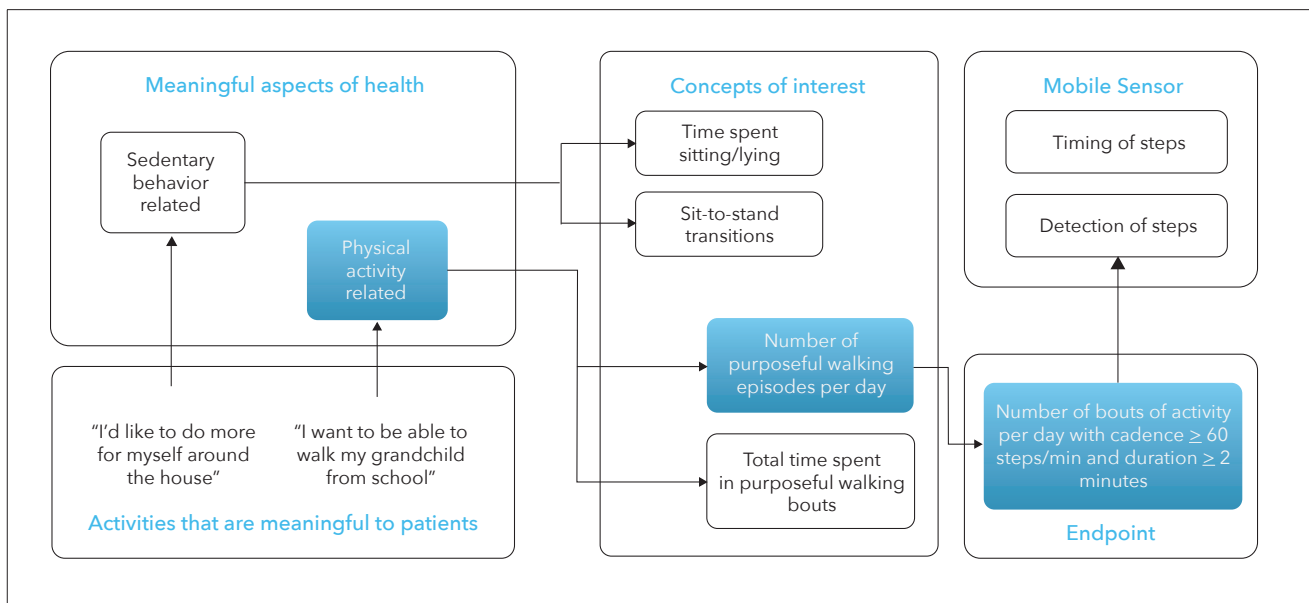 Meaningful aspects of health
Sedentary
behavior
related
Physical
activity
related
“I’d like to do more
for myself around
the house”
“I want to be able to
walk my grandchild
from school”
Activities that are meaningful to patients
Concepts of interest
Time spent
sitting/lying
Sit-to-stand
transitions
Number of
purposeful walking
episodes per day
Total time spent
in purposeful walking
bouts
Mobile Sensor
Timing of steps
Detection of steps
Number of bouts of activity
per day with cadence ≥ 60
steps/min and duration ≥ 2
minutes
Endpoint